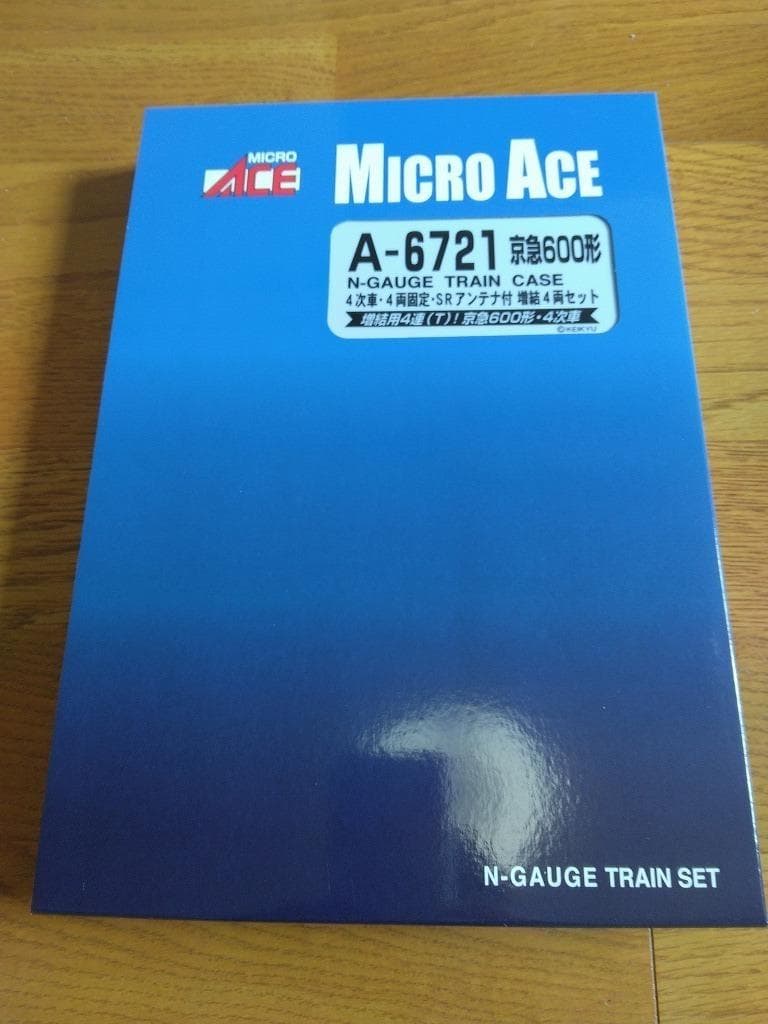 MICRO
ACE
MICRO ACE
A-6721 京急600形
N-GAUGE TRAIN CASE
4次車・4両固定・SRアンテナ付 増結4両セット
増結用4連(T)!京急600形・4次車
©KEIKYU
N-GAUGE TRAIN SET